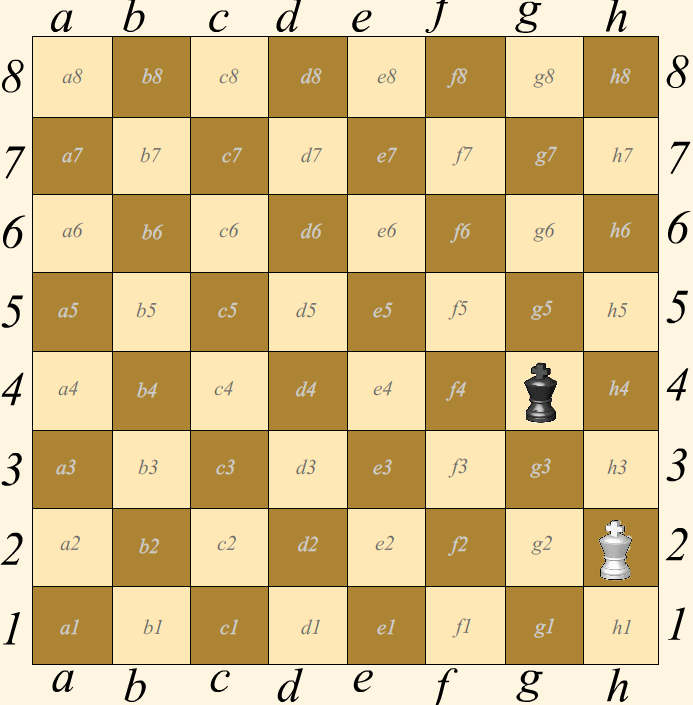 a b c d e f g h
8 a8 b8 c8 d8 e8 f8 g8 h8 8
7 a7 b7 c7 d7 e7 f7 g7 h7 7
6 a6 b6 c6 d6 e6 f6 g6 h6 6
5 a5 b5 c5 d5 e5 f5 g5 h5 5
4 a4 b4 c4 d4 e4 f4 h4 4
3 a3 b3 c3 d3 e3 f3 g3 h3 3
2 a2 b2 c2 d2 e2 f2 g2 2
1 a1 b1 c1 d1 e1 f1 g1 h1 1
a b c d e f g h